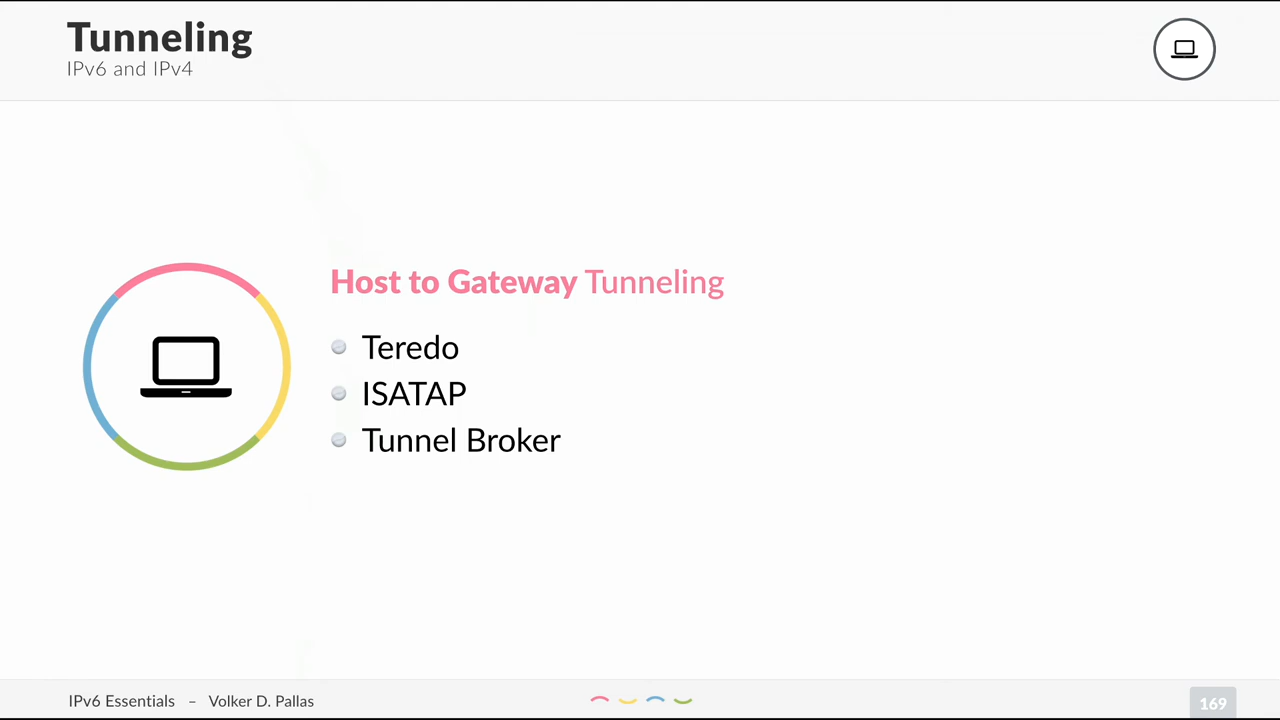 Tunneling
IPv6 and IPv4
Host to Gateway Tunneling
Teredo
ISATAP
Tunnel Broker
IPv6 Essentials – Volker D. Pallas
169